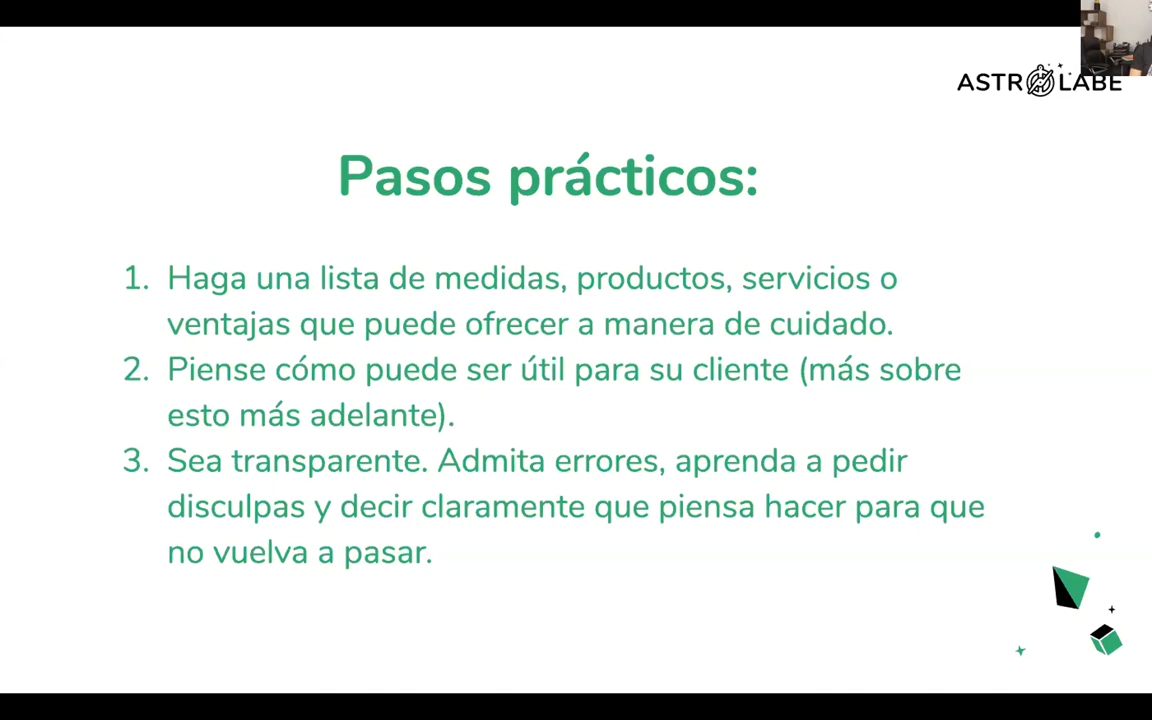 ASTROLABE
Pasos prácticos:
1. Haga una lista de medidas, productos, servicios o
ventajas que puede ofrecer a manera de cuidado.
2. Piense cómo puede ser útil para su cliente (más sobre
esto más adelante).
3. Sea transparente. Admita errores, aprenda a pedir
disculpas y decir claramente que piensa hacer para que
no vuelva a pasar.